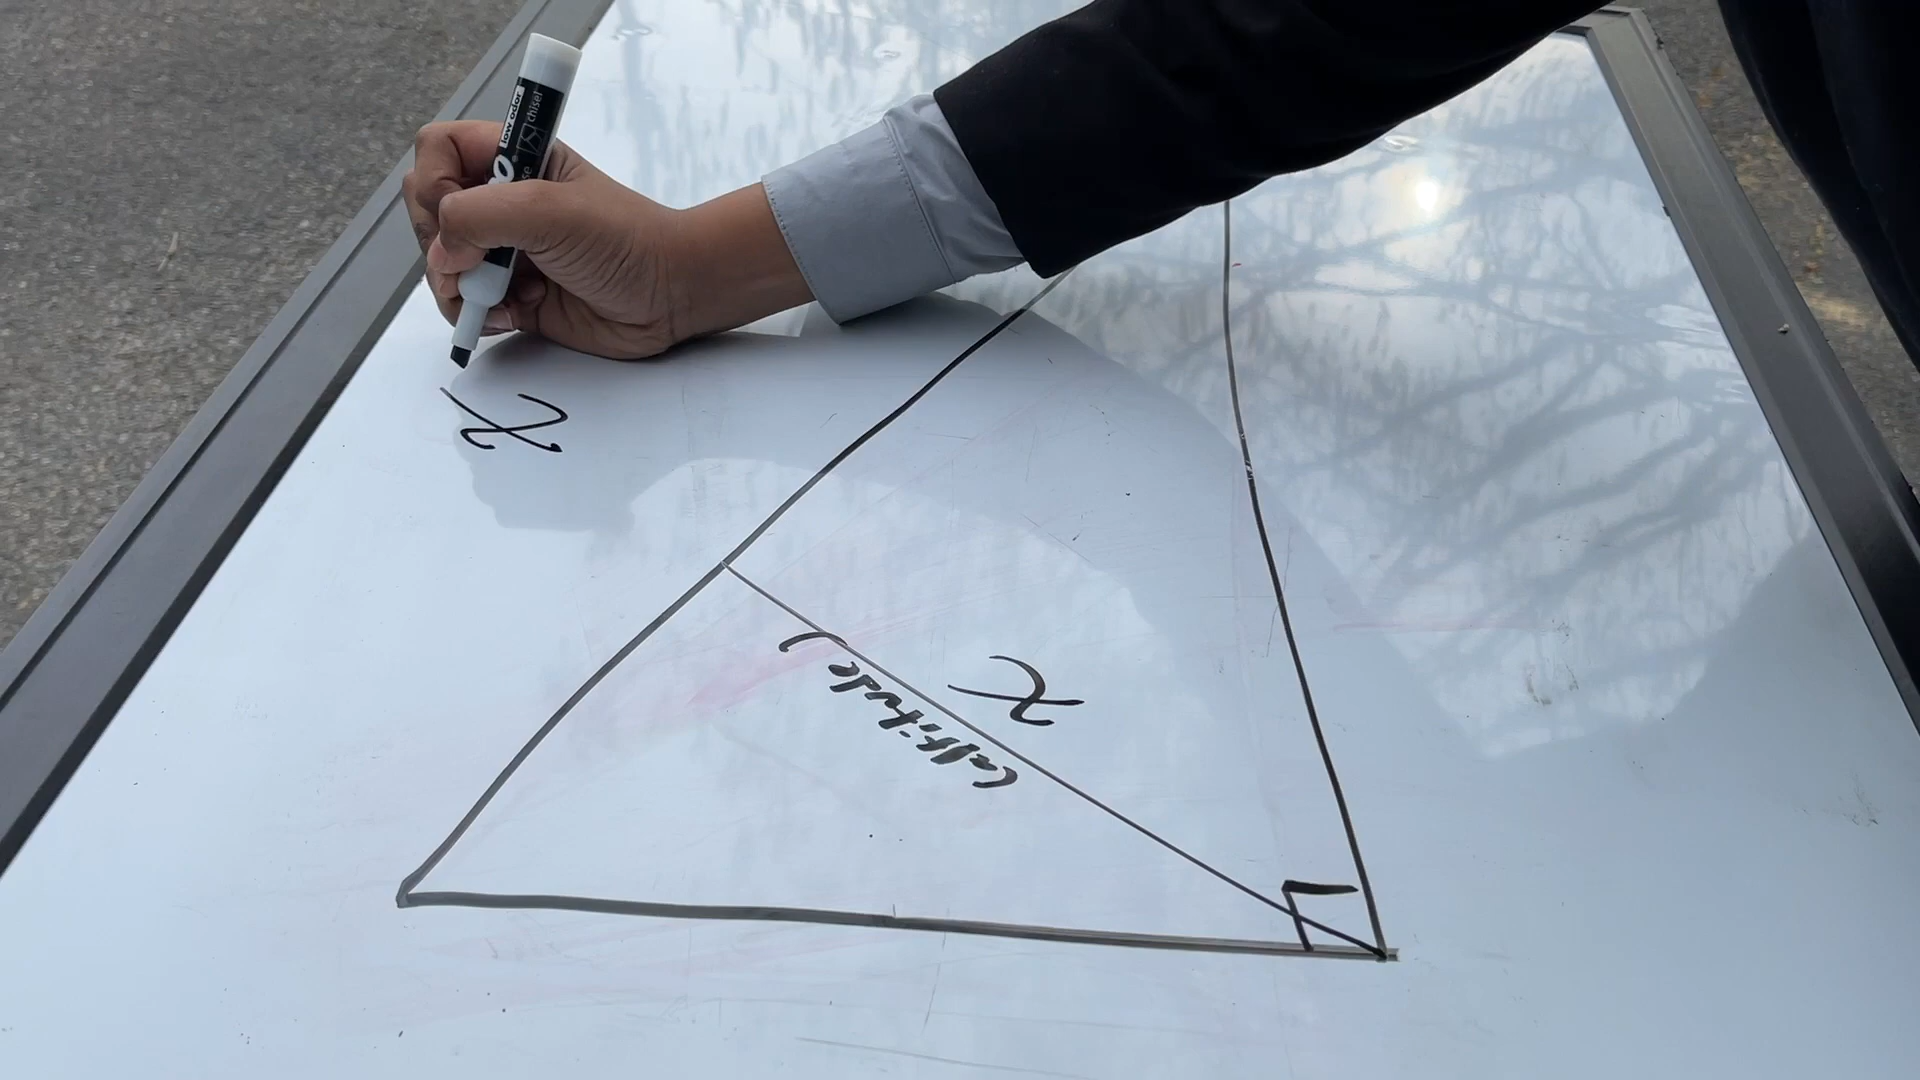 x
x
(altitude)
low odor
chisel